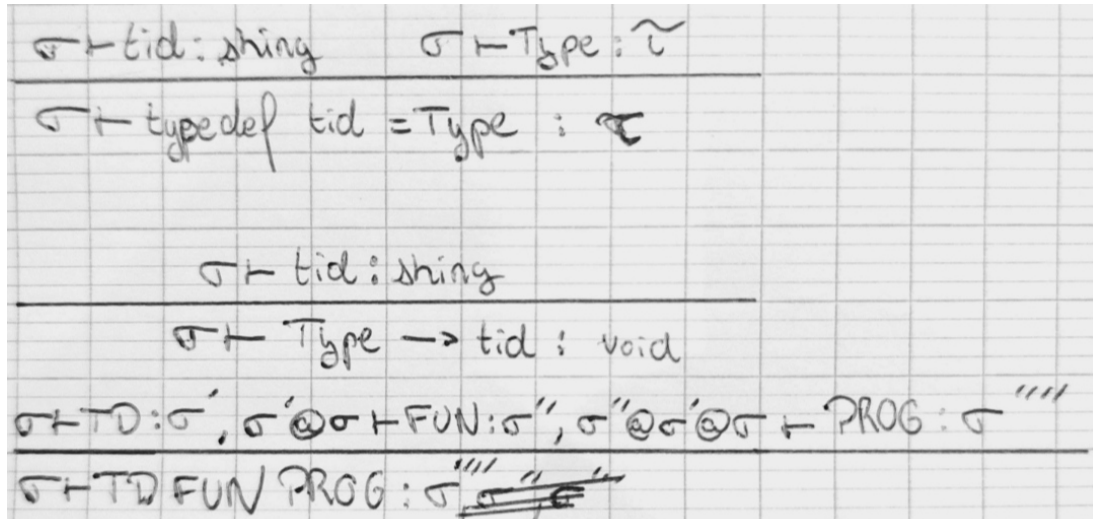 σ ⊢ tid : string σ ⊢ Type : τ
σ ⊢ typedef tid = Type : τ
σ ⊢ tid : string
σ ⊢ Type → tid : void
σ ⊢ TD : σ', σ'@σ ⊢ FUN : σ'', σ''@σ'@σ ⊢ PROG : σ''''
σ ⊢ TD FUN PROG : σ''''